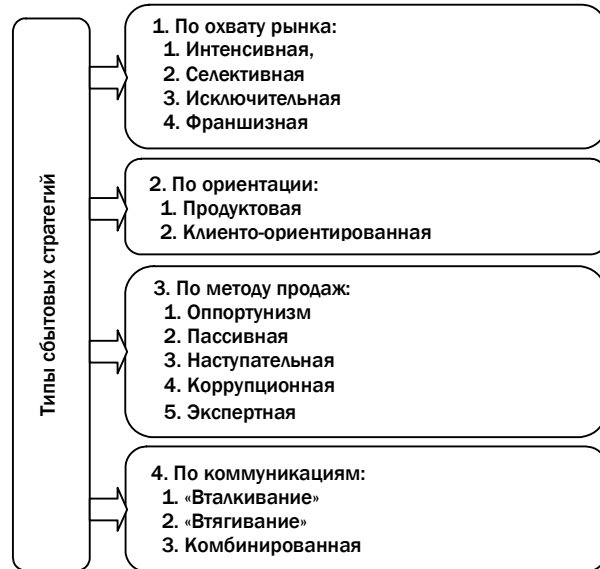 Типы сбытовых стратегий
1. По охвату рынка:
1. Интенсивная,
2. Селективная
3. Исключительная
4. Франшизная
2. По ориентации:
1. Продуктовая
2. Клиенто-ориентированная
3. По методу продаж:
1. Оппортунизм
2. Пассивная
3. Наступательная
4. Коррупционная
5. Экспертная
4. По коммуникациям:
1. «Вталкивание»
2. «Втягивание»
3. Комбинированная